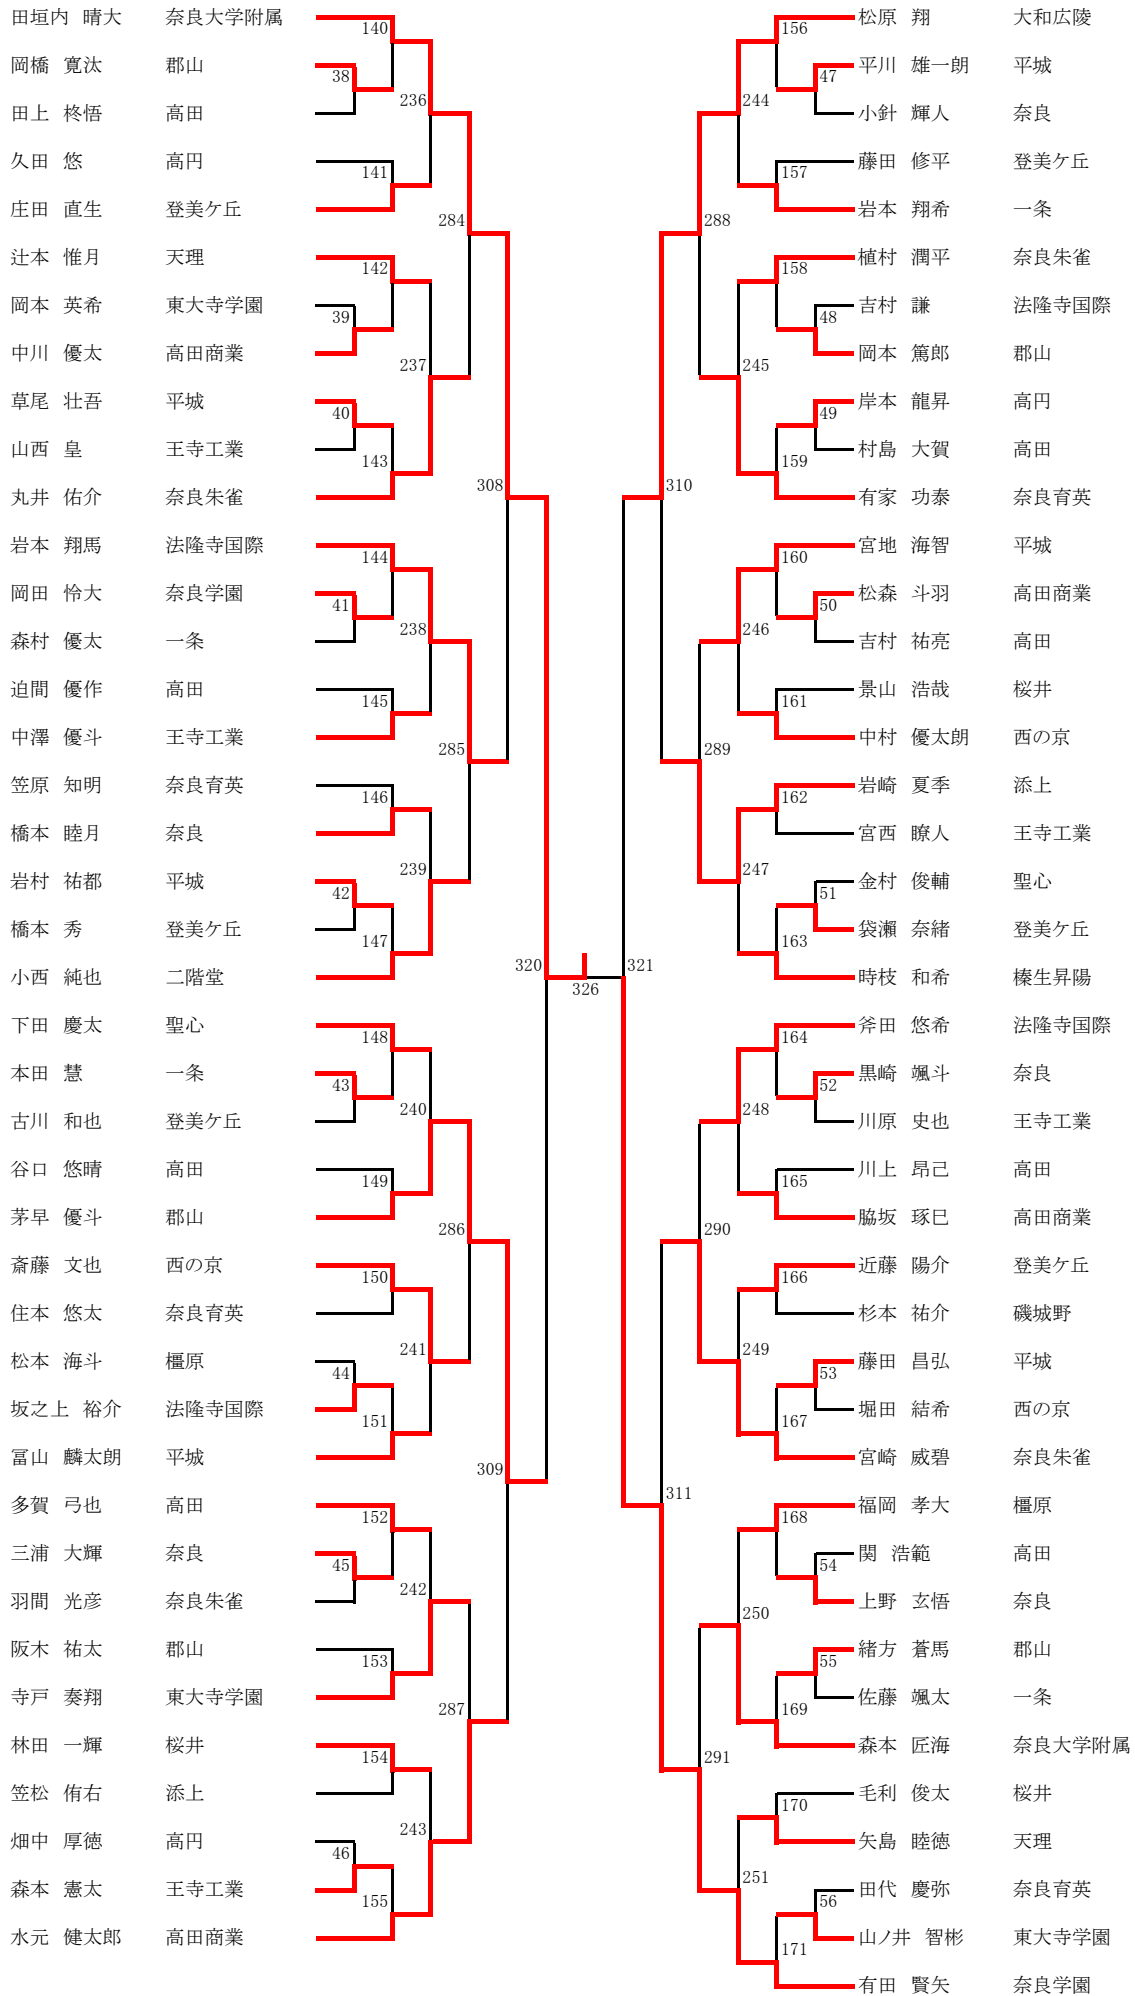 田垣内 晴大 奈良大学附属
岡橋 寛汰 郡山
田上 柊悟 高田
久田 悠 高円
庄田 直生 登美ケ丘
辻本 惟月 天理
岡本 英希 東大寺学園
中川 優太 高田商業
草尾 壮吾 平城
山西 皇 王寺工業
丸井 佑介 奈良朱雀
岩本 翔馬 法隆寺国際
岡田 怜大 奈良学園
森村 優太 一条
迫間 優作 高田
中澤 優斗 王寺工業
笠原 知明 奈良育英
橋本 睦月 奈良
岩村 祐都 平城
橋本 秀 登美ケ丘
小西 純也 二階堂
下田 慶太 聖心
本田 慧 一条
古川 和也 登美ケ丘
谷口 悠晴 高田
茅早 優斗 郡山
斎藤 文也 西の京
住本 悠太 奈良育英
松本 海斗 橿原
坂之上 裕介 法隆寺国際
冨山 麟太朗 平城
多賀 弓也 高田
三浦 大輝 奈良
羽間 光彦 奈良朱雀
阪木 祐太 郡山
寺戸 奏翔 東大寺学園
林田 一輝 桜井
笠松 侑右 添上
畑中 厚徳 高円
森本 憲太 王寺工業
水元 健太郎 高田商業
140
38
236
141
284
142
39
237
40
143
308
144
41
238
145
285
146
239
42
147
320
148
43
240
149
286
150
241
44
151
309
152
45
242
153
287
154
243
46
155
326
321
156
47
244
157
288
158
48
245
49
159
310
160
50
246
161
289
162
247
51
163
164
52
248
165
290
166
249
53
167
311
168
54
250
55
169
291
170
251
56
171
松原 翔 大和広陵
平川 雄一朗 平城
小針 輝人 奈良
藤田 修平 登美ケ丘
岩本 翔希 一条
植村 潤平 奈良朱雀
吉村 謙 法隆寺国際
岡本 篤郎 郡山
岸本 龍昇 高円
村島 大賀 高田
有家 功泰 奈良育英
宮地 海智 平城
松森 斗羽 高田商業
吉村 祐亮 高田
景山 浩哉 桜井
中村 優太朗 西の京
岩崎 夏季 添上
宮西 瞭人 王寺工業
金村 俊輔 聖心
袋瀬 奈緒 登美ケ丘
時枝 和希 榛生昇陽
斧田 悠希 法隆寺国際
黒崎 颯斗 奈良
川原 史也 王寺工業
川上 昂己 高田
脇坂 琢巳 高田商業
近藤 陽介 登美ケ丘
杉本 祐介 磯城野
藤田 昌弘 平城
堀田 結希 西の京
宮崎 威碧 奈良朱雀
福岡 孝大 橿原
関 浩範 高田
上野 玄悟 奈良
緒方 蒼馬 郡山
佐藤 颯太 一条
森本 匠海 奈良大学附属
毛利 俊太 桜井
矢島 睦徳 天理
田代 慶弥 奈良育英
山ノ井 智彬 東大寺学園
有田 賢矢 奈良学園